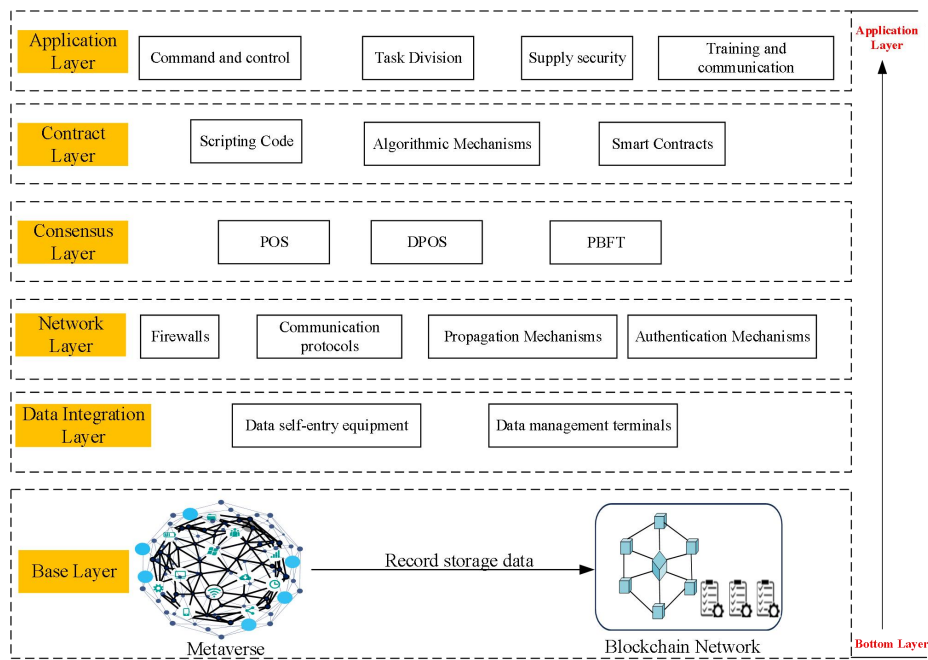 Application
Layer
Command and control
Task Division
Supply security
Training and
communication
Application
Layer
Contract
Layer
Scripting Code
Algorithmic Mechanisms
Smart Contracts
Consensus
Layer
POS
DPOS
PBFT
Network
Layer
Firewalls
Communication
protocols
Propagation Mechanisms
Authentication Mechanisms
Data Integration
Layer
Data self-entry equipment
Data management terminals
Base Layer
Record storage data
Metaverse
Blockchain Network
Bottom Layer